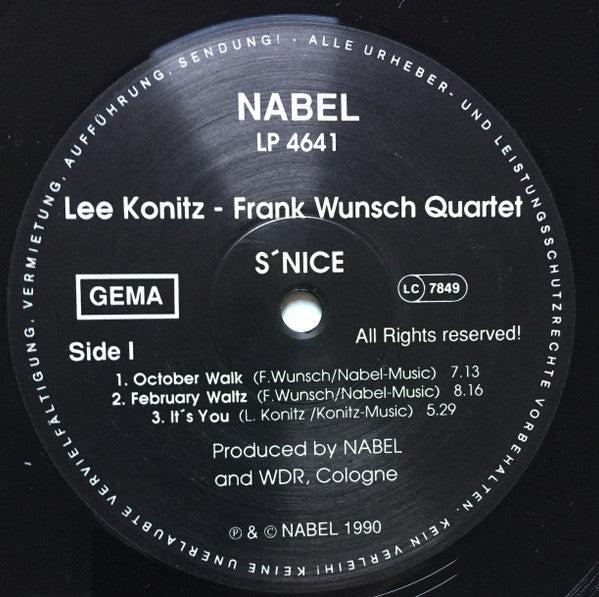 ALLE URHEBER- UND LEISTUNGSSCHUTZRECHTE VORBEHALTEN. KEIN VERLEIH! KEINE UNERLAUBTE VERVIELFÄLTIGUNG, VERMIETUNG, AUFFÜHRUNG, SENDUNG! ·
NABEL
LP 4641
Lee Konitz - Frank Wunsch Quartet
S´NICE
GEMA
LC 7849
All Rights reserved!
Side I
1. October Walk (F.Wunsch/Nabel-Music) 7.13
2. February Waltz (F.Wunsch/Nabel-Music) 8.16
3. It´s You (L. Konitz /Konitz-Music) 5.29
Produced by NABEL
and WDR, Cologne
℗ & © NABEL 1990